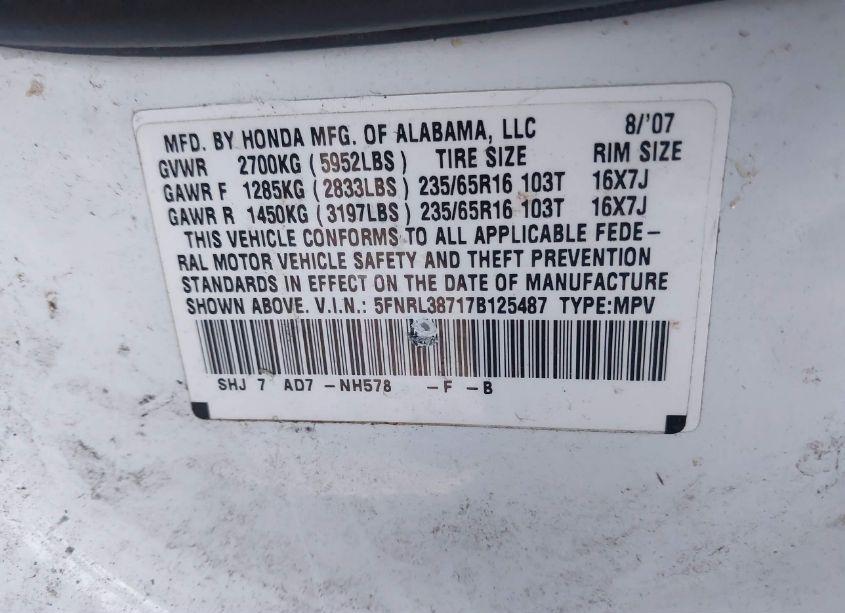 MFD. BY HONDA MFG. OF ALABAMA, LLC 8/'07
GVWR 2700KG (5952LBS) TIRE SIZE RIM SIZE
GAWR F 1285KG (2833LBS) 235/65R16 103T 16X7J
GAWR R 1450KG (3197LBS) 235/65R16 103T 16X7J
THIS VEHICLE CONFORMS TO ALL APPLICABLE FEDE-
RAL MOTOR VEHICLE SAFETY AND THEFT PREVENTION
STANDARDS IN EFFECT ON THE DATE OF MANUFACTURE
SHOWN ABOVE. V.I.N.: 5FNRL38717B125487 TYPE:MPV
SHJ 7 AD7 -NH578 -F -B